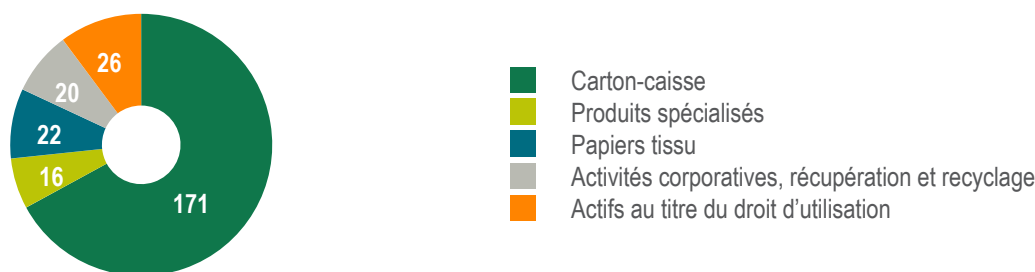 26
20
22
16
171
Carton-caisse
Produits spécialisés
Papiers tissu
Activités corporatives, récupération et recyclage
Actifs au titre du droit d’utilisation